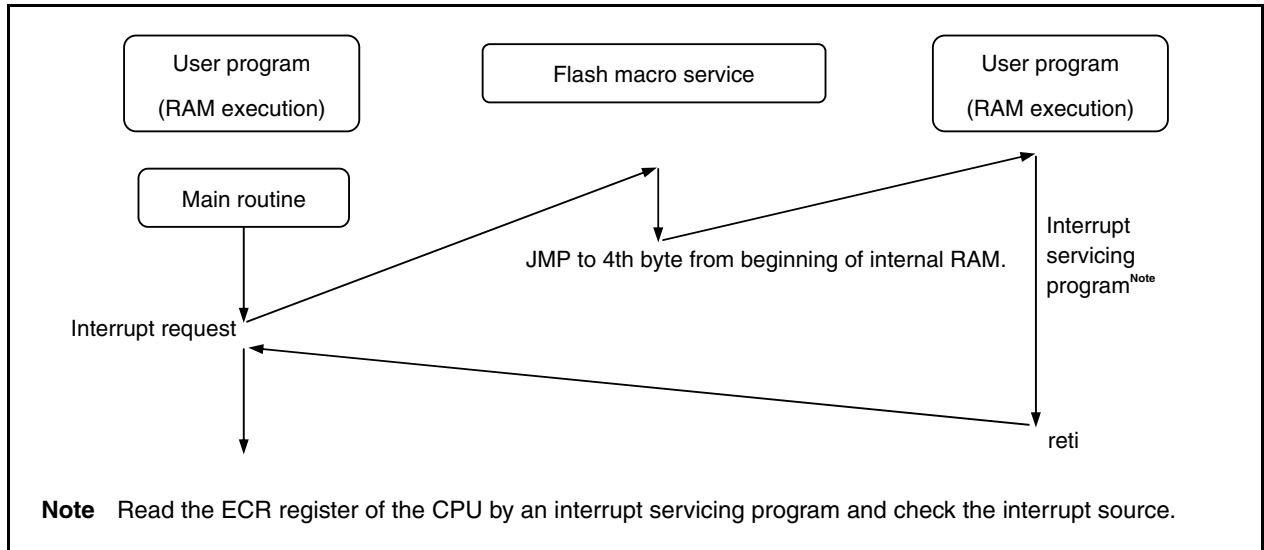 User program
(RAM execution)
Flash macro service
User program
(RAM execution)
Main routine
JMP to 4th byte from beginning of internal RAM.
Interrupt
servicing
programNote
Interrupt request
reti
Note Read the ECR register of the CPU by an interrupt servicing program and check the interrupt source.